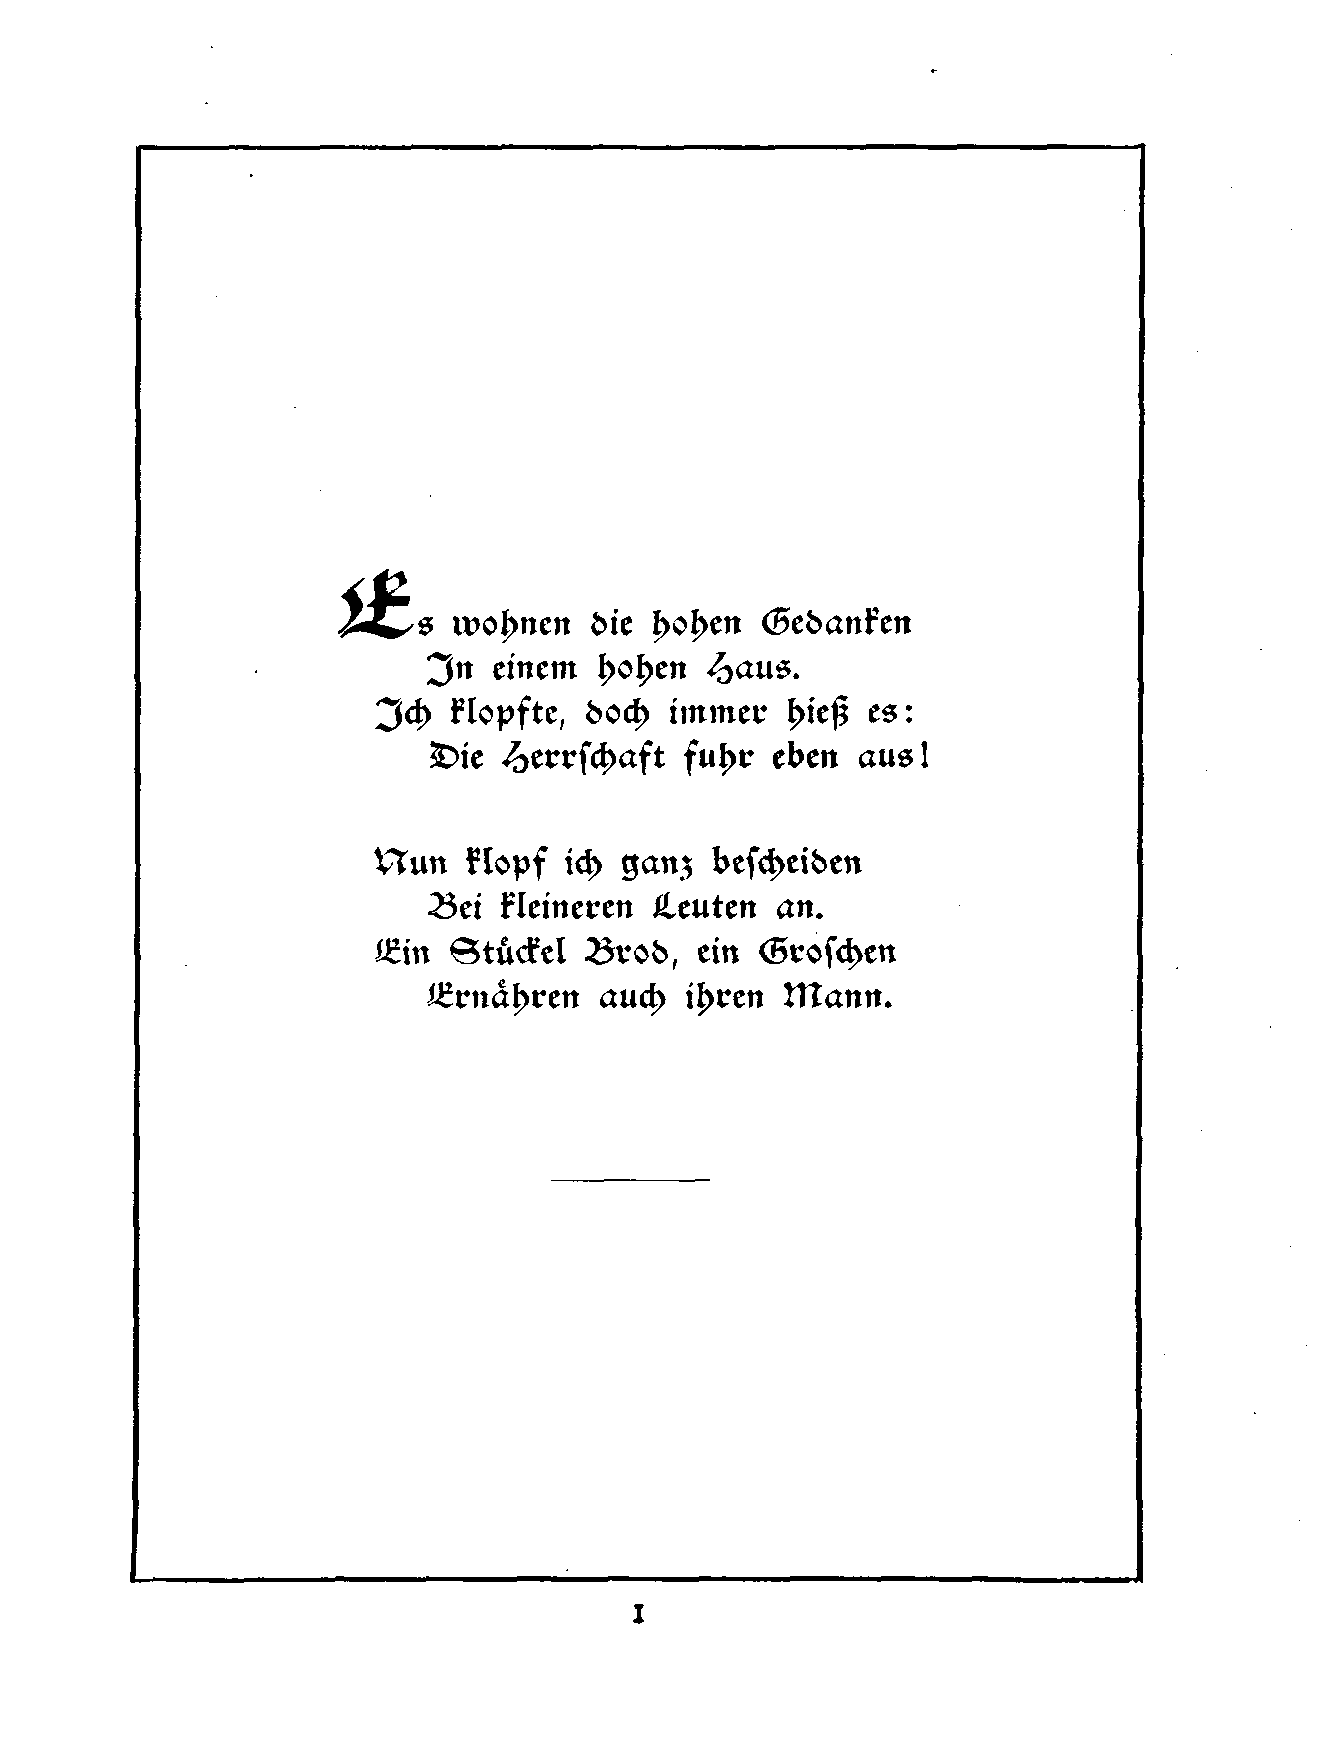 Es wohnen die hohen Gedanken
In einem hohen Haus.
Ich klopfte, doch immer hieß es:
Die Herrſchaft fuhr eben aus!
Nun klopf ich ganz beſcheiden
Bei kleineren Leuten an.
Ein Stückel Brod, ein Groſchen
Ernähren auch ihren Mann.
1